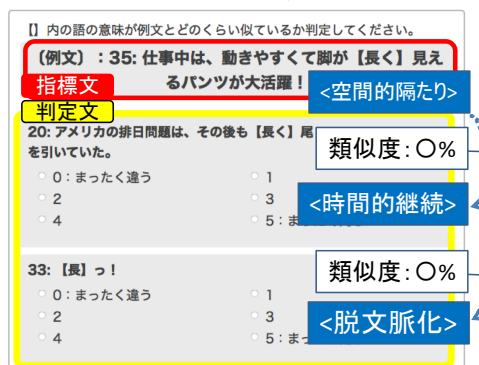 【】内の語の意味が例文とどのくらい似ているか判定してください。
〔例文〕：35: 仕事中は、動きやすくて脚が【長く】見え
るパンツが大活躍！
指標文
<空間的隔たり>
判定文
20: アメリカの排日問題は、その後も【長く】尾
を引いていた。
類似度：〇%
0：まったく違う
1
2
3
<時間的継続>
4
5：ま
33: 【長】っ！
類似度：〇%
0：まったく違う
1
2
3
<脱文脈化>
4
5：まっ